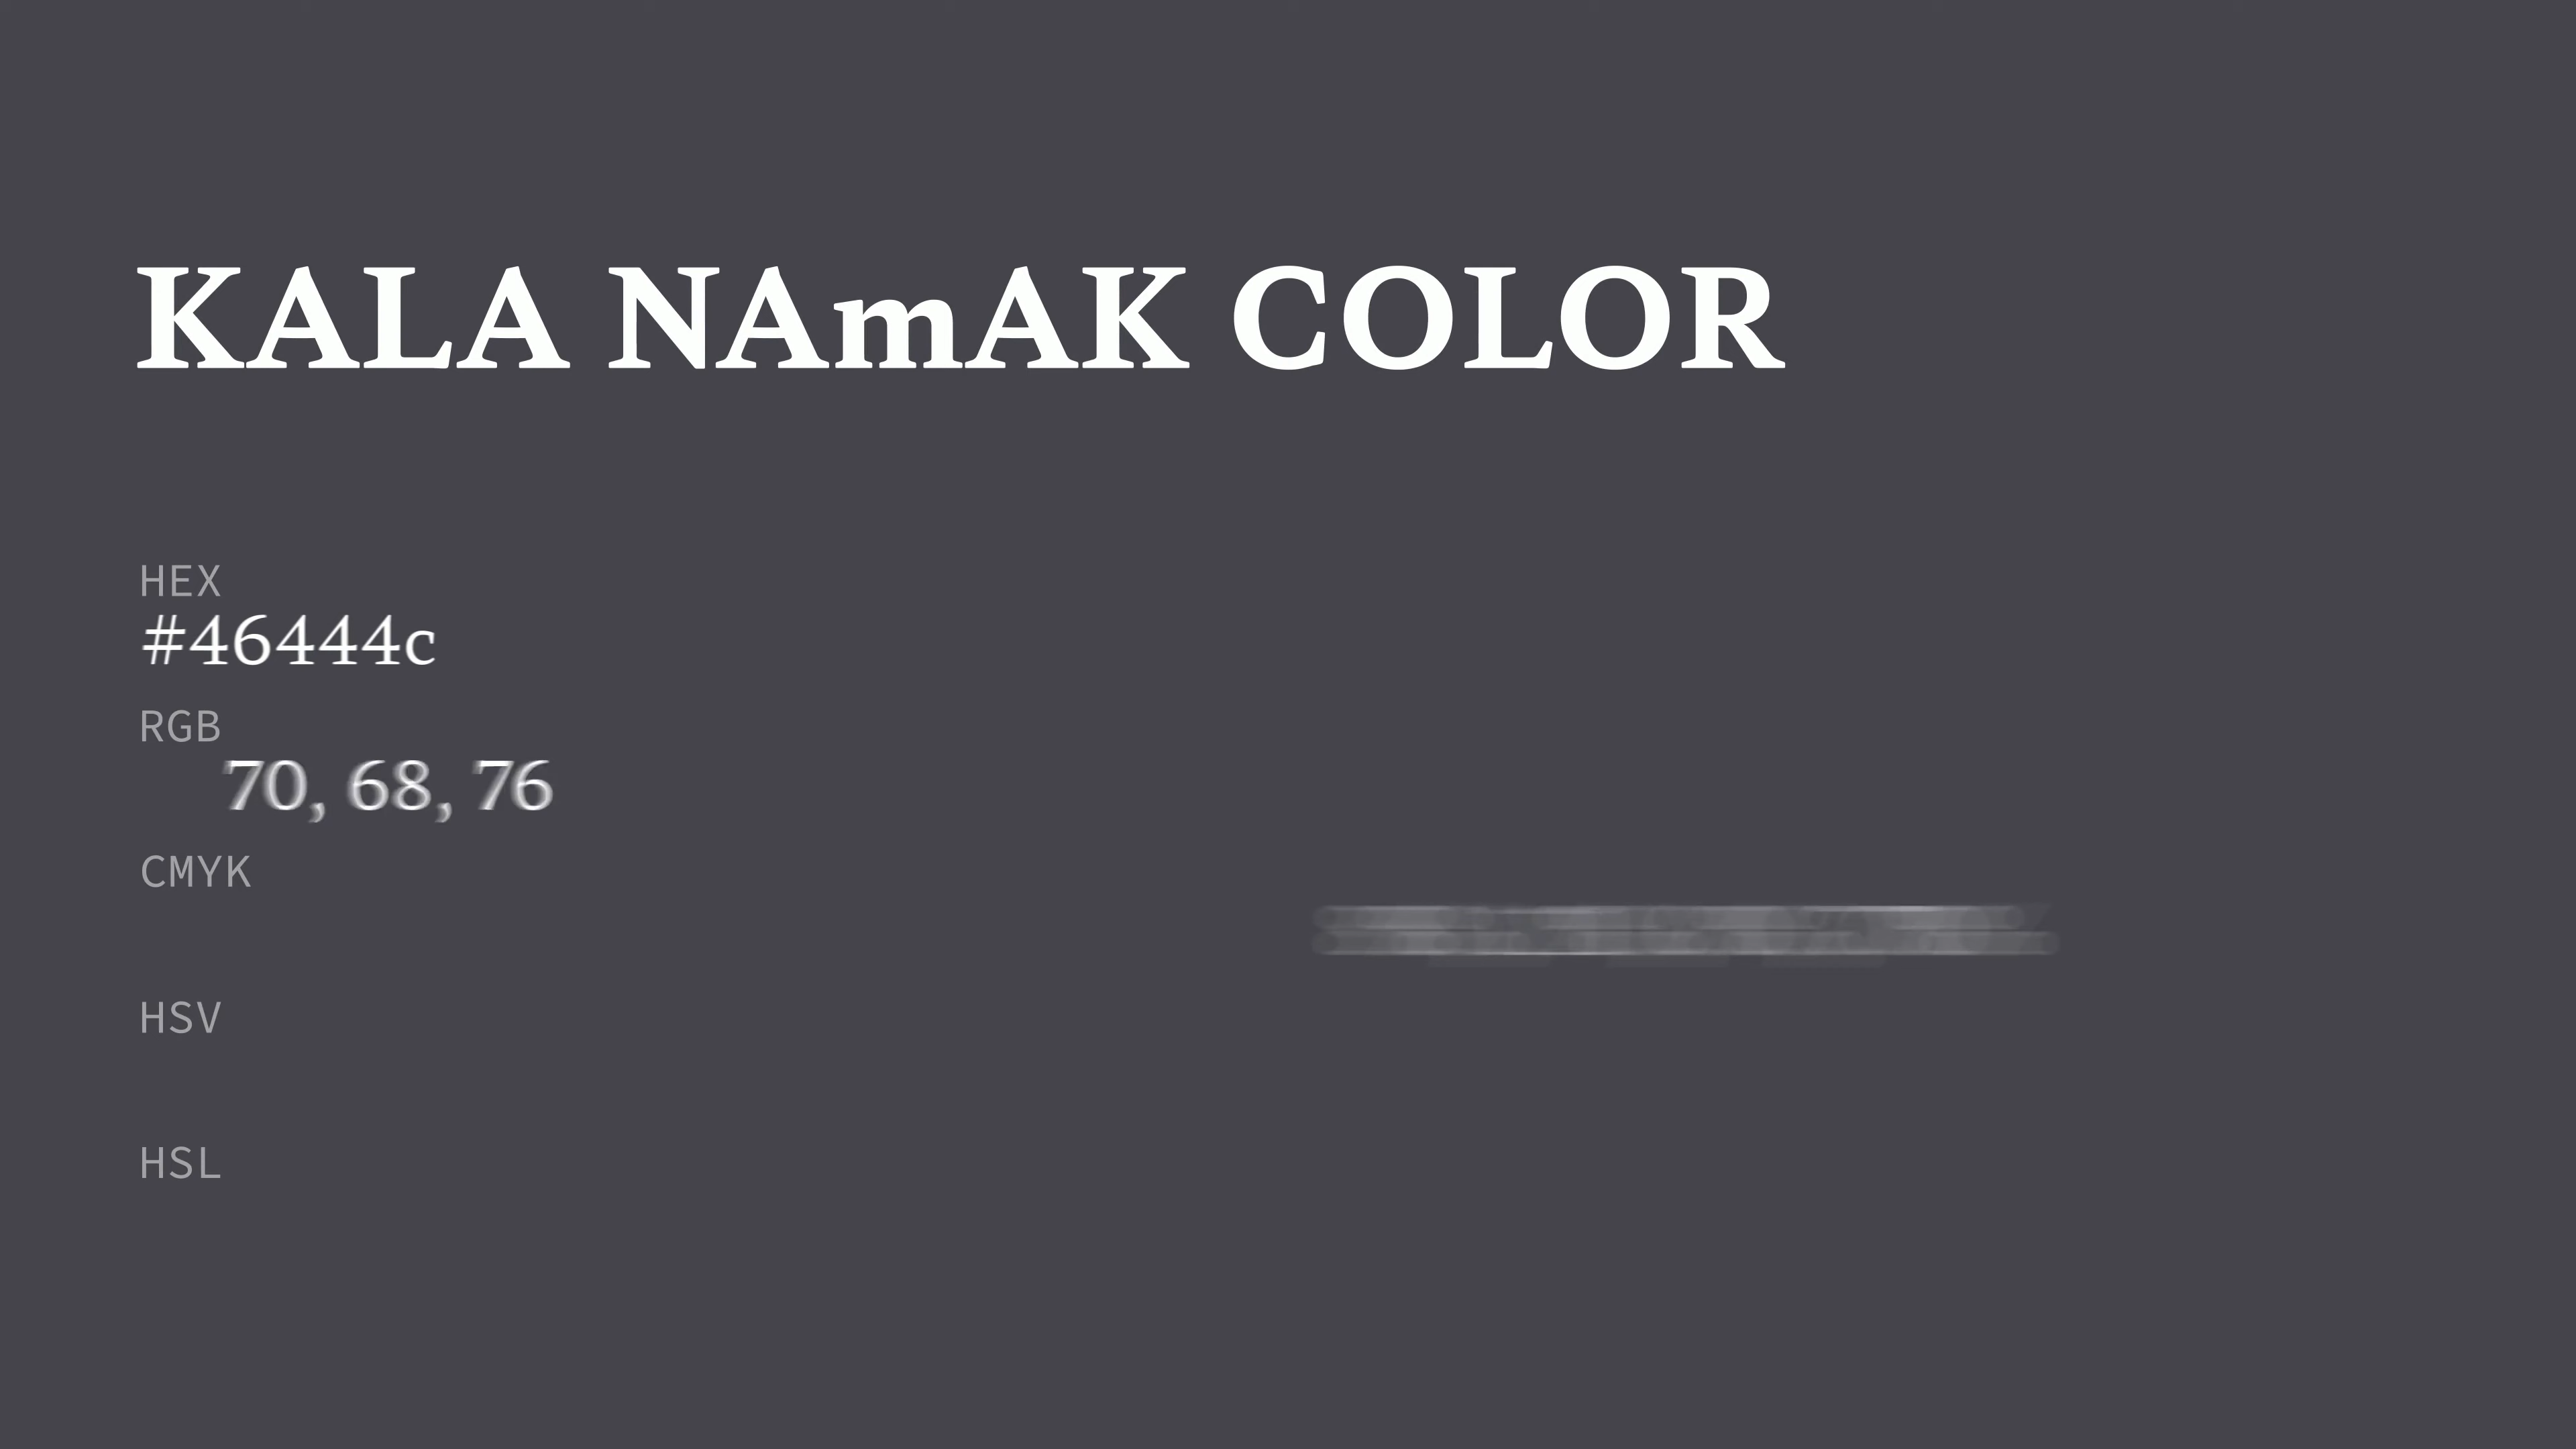 KALA NAmAK COLOR
HEX
#46444c
RGB
70, 68, 76
CMYK
HSV
HSL